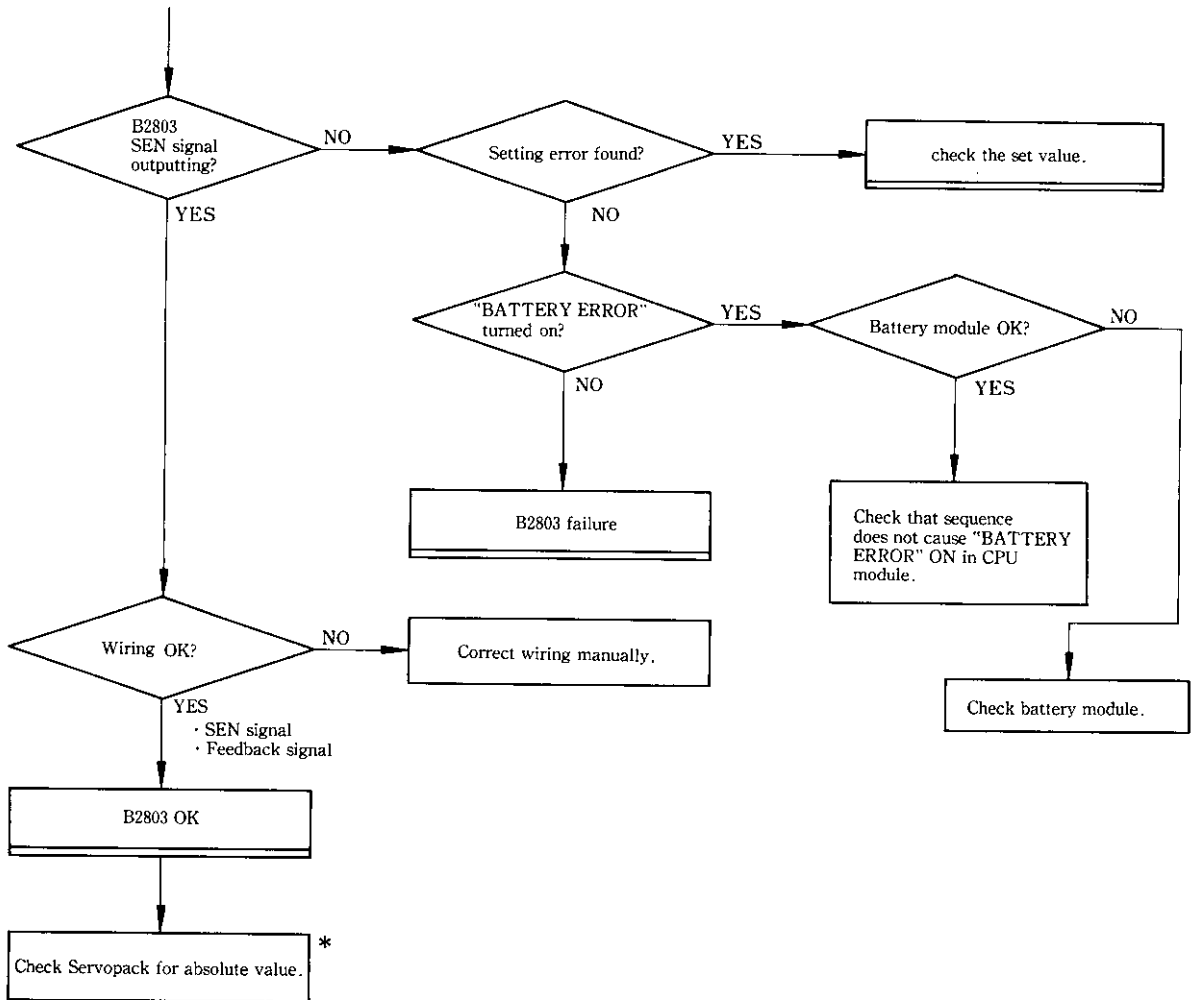 B2803
SEN signal
outputting?
NO
YES
Setting error found?
YES
NO
check the set value.
"BATTERY ERROR"
turned on?
YES
NO
Battery module OK?
NO
YES
B2803 failure
Check that sequence
does not cause "BATTERY
ERROR" ON in CPU
module.
Check battery module.
Wiring OK?
NO
YES
Correct wiring manually.
· SEN signal
· Feedback signal
B2803 OK
Check Servopack for absolute value.
*